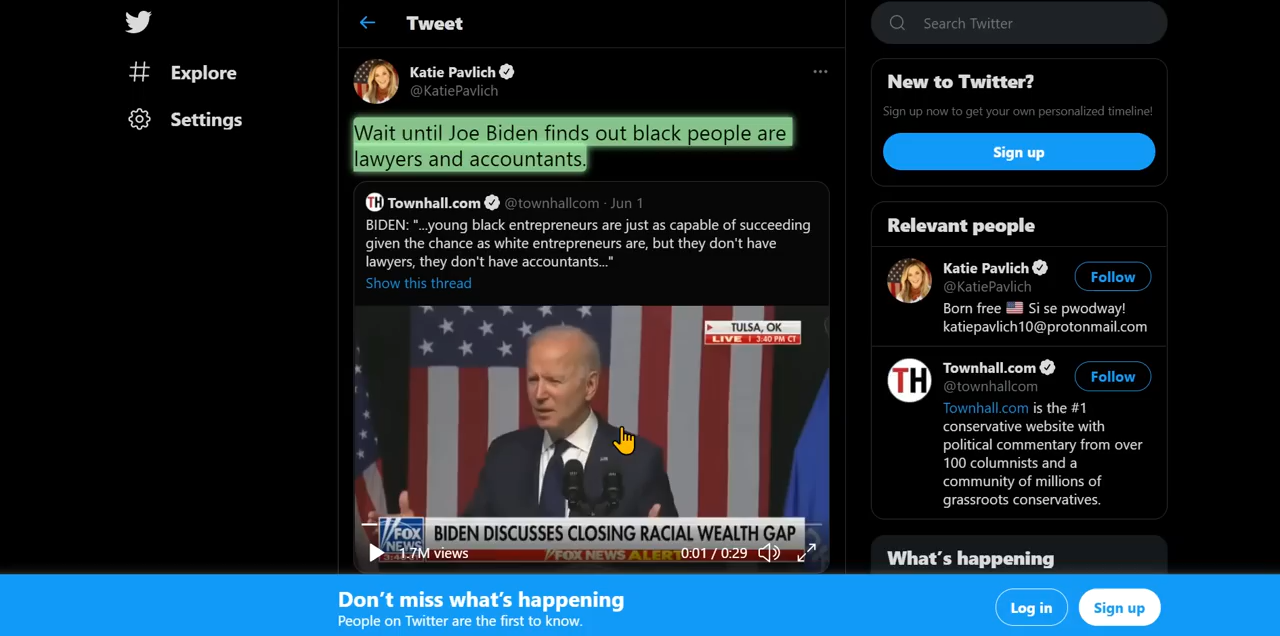 Explore
Settings
Tweet
Katie Pavlich
@KatiePavlich
Wait until Joe Biden finds out black people are
lawyers and accountants.
TH Townhall.com @townhallcom · Jun 1
BIDEN: "...young black entrepreneurs are just as capable of succeeding
given the chance as white entrepreneurs are, but they don't have
lawyers, they don't have accountants..."
Show this thread
TULSA, OK
LIVE 3:40 PM CT
FOX
NEWS
BIDEN DISCUSSES CLOSING RACIAL WEALTH GAP
FOX NEWS ALERT
1.7M views
0:01 / 0:29
Search Twitter
New to Twitter?
Sign up now to get your own personalized timeline!
Sign up
Relevant people
Katie Pavlich
@KatiePavlich
Follow
Born free 🇺🇸 Si se pwodway!
katiepavlich10@protonmail.com
TH
Townhall.com
@townhallcom
Follow
Townhall.com is the #1
conservative website with
political commentary from over
100 columnists and a
community of millions of
grassroots conservatives.
What's happening
Don't miss what's happening
People on Twitter are the first to know.
Log in
Sign up